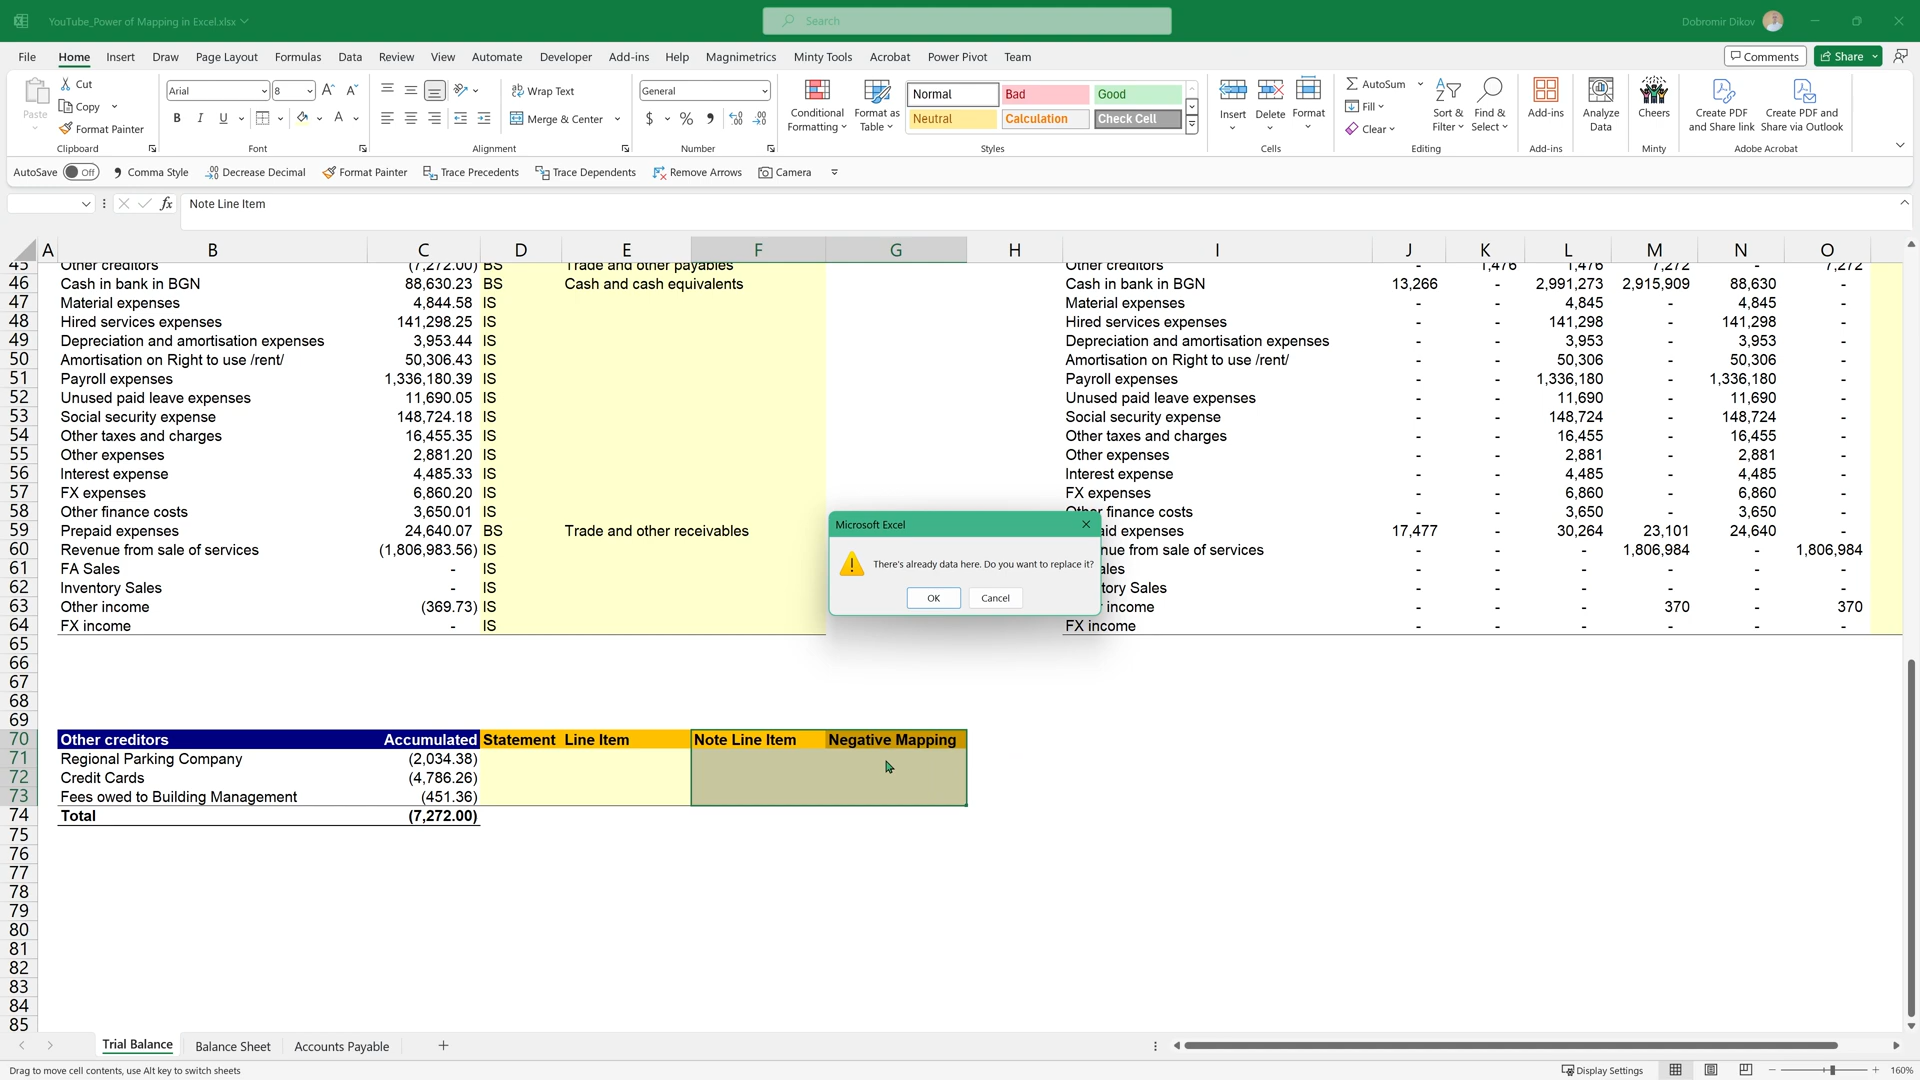 YouTube_Power of Mapping in Excel.xlsx
Search
Dobromir Dikov
File Home Insert Draw Page Layout Formulas Data Review View Automate Developer Add-ins Help Magnimetrics Minty Tools Acrobat Power Pivot Team
Comments Share
Paste
Cut
Copy
Format Painter
Clipboard
Arial 8
B I U
Font
Wrap Text
Merge & Center
Alignment
General
$ %
Number
Conditional Formatting
Format as Table
Normal Bad Good
Neutral Calculation Check Cell
Styles
Insert Delete Format
Cells
AutoSum
Fill
Clear
Sort & Filter
Find & Select
Editing
Add-ins
Add-ins
Analyze Data
Cheers
Minty
Create PDF and Share link
Create PDF and Share via Outlook
Adobe Acrobat
AutoSave Off Comma Style Decrease Decimal Format Painter Trace Precedents Trace Dependents Remove Arrows Camera
fx Note Line Item
A B C D E F G H I J K L M N O
45 Other creditors (7,272.00) BS Trade and other payables Other creditors - 1,476 1,476 7,272 - 7,272
46 Cash in bank in BGN 88,630.23 BS Cash and cash equivalents Cash in bank in BGN 13,266 - 2,991,273 2,915,909 88,630 -
47 Material expenses 4,844.58 IS Material expenses - - 4,845 - 4,845 -
48 Hired services expenses 141,298.25 IS Hired services expenses - - 141,298 - 141,298 -
49 Depreciation and amortisation expenses 3,953.44 IS Depreciation and amortisation expenses - - 3,953 - 3,953 -
50 Amortisation on Right to use /rent/ 50,306.43 IS Amortisation on Right to use /rent/ - - 50,306 - 50,306 -
51 Payroll expenses 1,336,180.39 IS Payroll expenses - - 1,336,180 - 1,336,180 -
52 Unused paid leave expenses 11,690.05 IS Unused paid leave expenses - - 11,690 - 11,690 -
53 Social security expense 148,724.18 IS Social security expense - - 148,724 - 148,724 -
54 Other taxes and charges 16,455.35 IS Other taxes and charges - - 16,455 - 16,455 -
55 Other expenses 2,881.20 IS Other expenses - - 2,881 - 2,881 -
56 Interest expense 4,485.33 IS Interest expense - - 4,485 - 4,485 -
57 FX expenses 6,860.20 IS FX expenses - - 6,860 - 6,860 -
58 Other finance costs 3,650.01 IS Other finance costs - - 3,650 - 3,650 -
59 Prepaid expenses 24,640.07 BS Trade and other receivables aid expenses 17,477 - 30,264 23,101 24,640 -
60 Revenue from sale of services (1,806,983.56) IS nue from sale of services - - - 1,806,984 - 1,806,984
61 FA Sales - IS ales - - - - - -
62 Inventory Sales - IS tory Sales - - - - - -
63 Other income (369.73) IS income - - - 370 - 370
64 FX income - IS FX income - - - - - -
Microsoft Excel
There's already data here. Do you want to replace it?
OK Cancel
65
66
67
68
69
70 Other creditors Accumulated Statement Line Item Note Line Item Negative Mapping
71 Regional Parking Company (2,034.38)
72 Credit Cards (4,786.26)
73 Fees owed to Building Management (451.36)
74 Total (7,272.00)
75
76
77
78
79
80
81
82
83
84
85
Trial Balance Balance Sheet Accounts Payable
Drag to move cell contents, use Alt key to switch sheets
Display Settings
160%